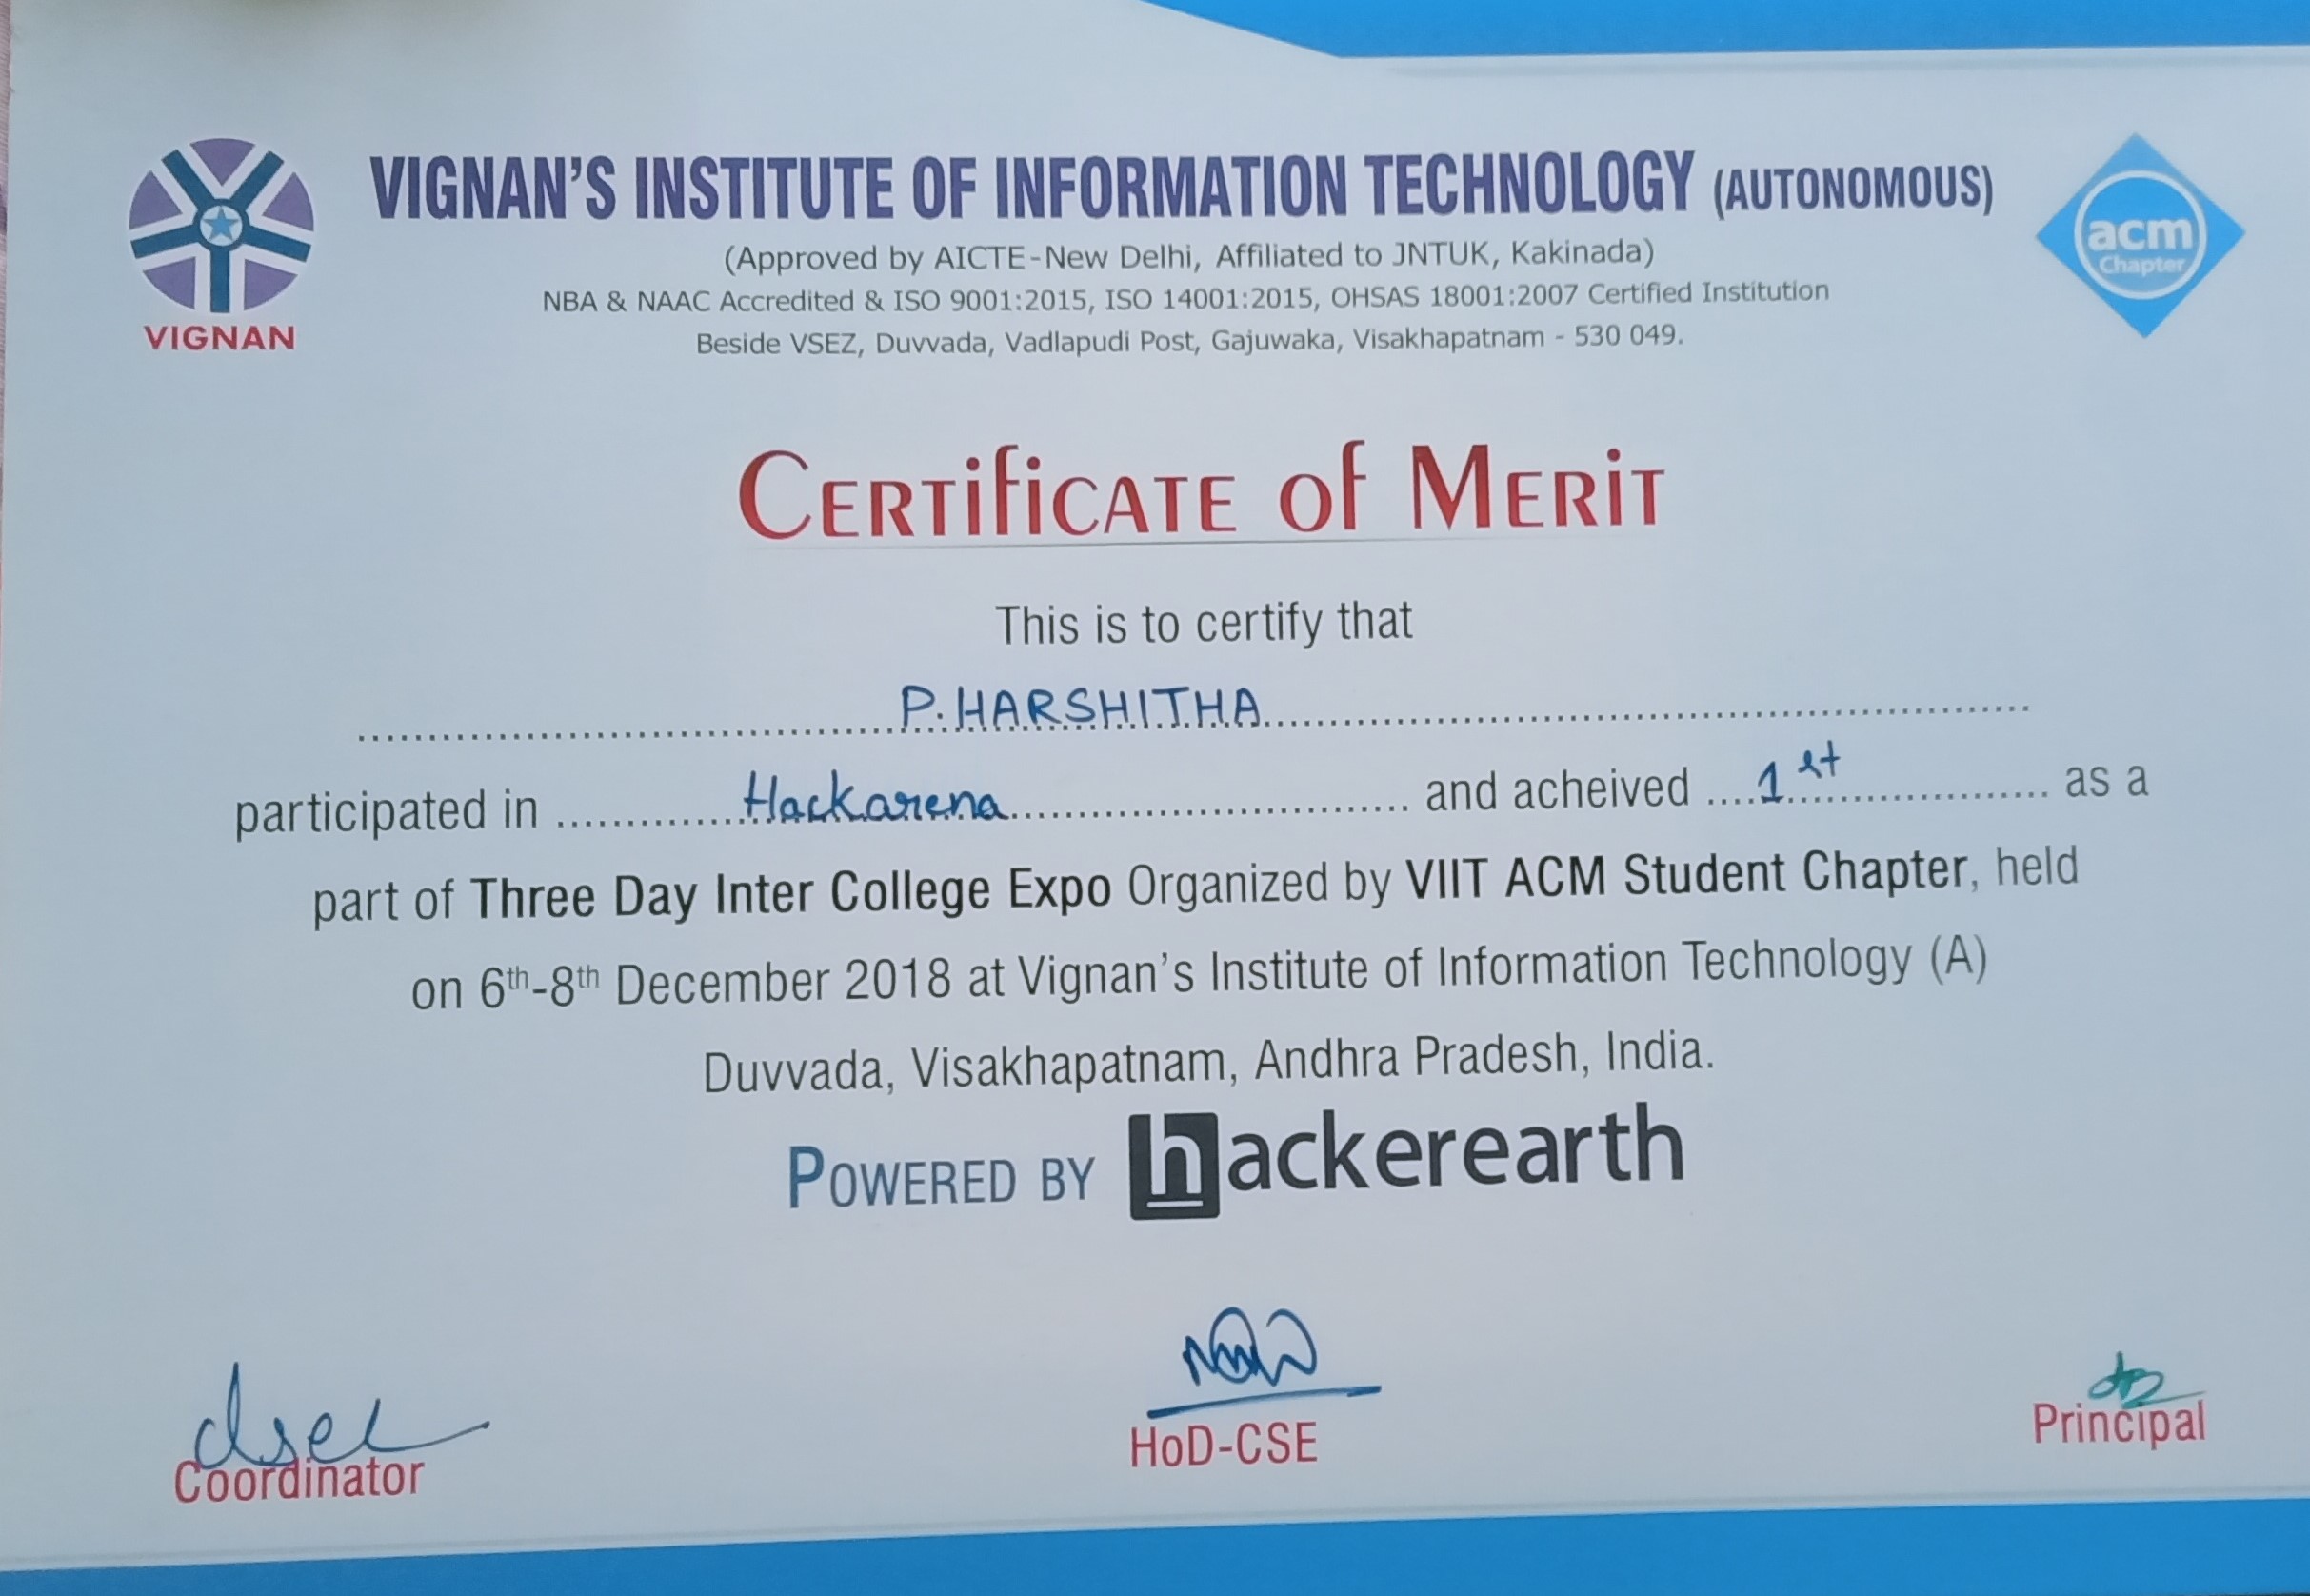 VIGNAN'S INSTITUTE OF INFORMATION TECHNOLOGY (AUTONOMOUS)
(Approved by AICTE-New Delhi, Affiliated to JNTUK, Kakinada)
NBA & NAAC Accredited & ISO 9001:2015, ISO 14001:2015, OHSAS 18001:2007 Certified Institution
Beside VSEZ, Duvvada, Vadlapudi Post, Gajuwaka, Visakhapatnam - 530 049.
VIGNAN
acm
Chapter
CERTIFICATE of MERIT
This is to certify that
P. HARSHITHA
participated in Hackarena and acheived 1st as a
part of Three Day Inter College Expo Organized by VIIT ACM Student Chapter, held
on 6th-8th December 2018 at Vignan's Institute of Information Technology (A)
Duvvada, Visakhapatnam, Andhra Pradesh, India.
POWERED BY hackerearth
Coordinator
HoD-CSE
Principal